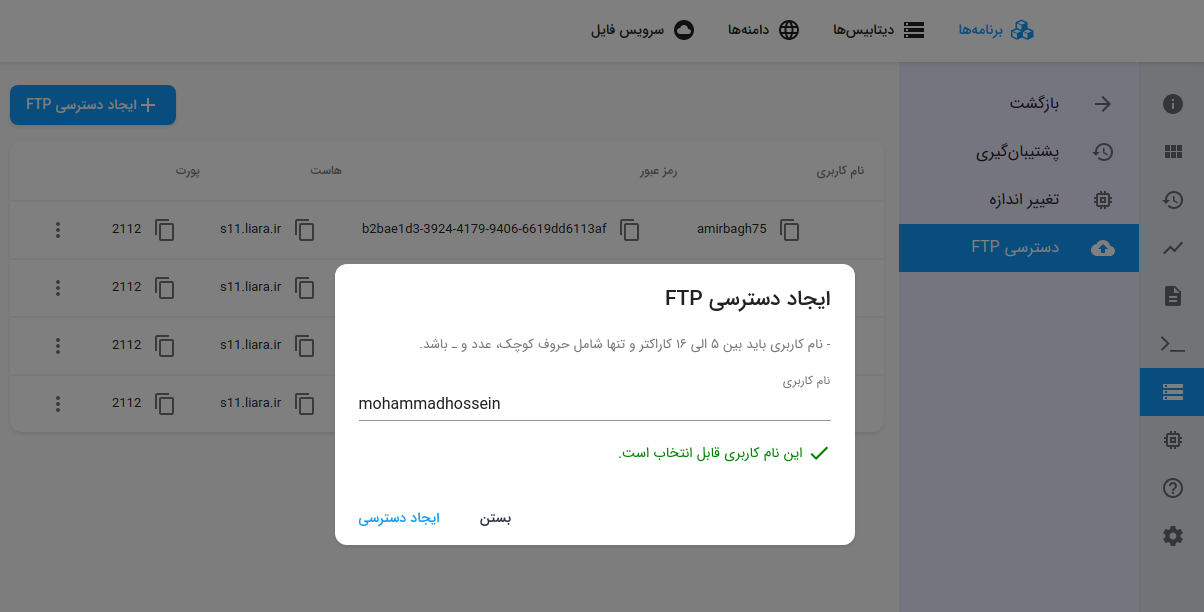 برنامه‌ها
دیتابیس‌ها
دامنه‌ها
سرویس فایل
بازگشت
پشتیبان‌گیری
تغییر اندازه
دسترسی FTP
ایجاد دسترسی FTP
نام کاربری رمز عبور هاست پورت
amirbagh75 b2bae1d3-3924-4179-9406-6619dd6113af s11.liara.ir 2112
s11.liara.ir 2112
s11.liara.ir 2112
s11.liara.ir 2112
ایجاد دسترسی FTP
- نام کاربری باید بین ۵ الی ۱۶ کاراکتر و تنها شامل حروف کوچک، عدد و ـ باشد.
نام کاربری
mohammadhossein
این نام کاربری قابل انتخاب است.
بستن
ایجاد دسترسی